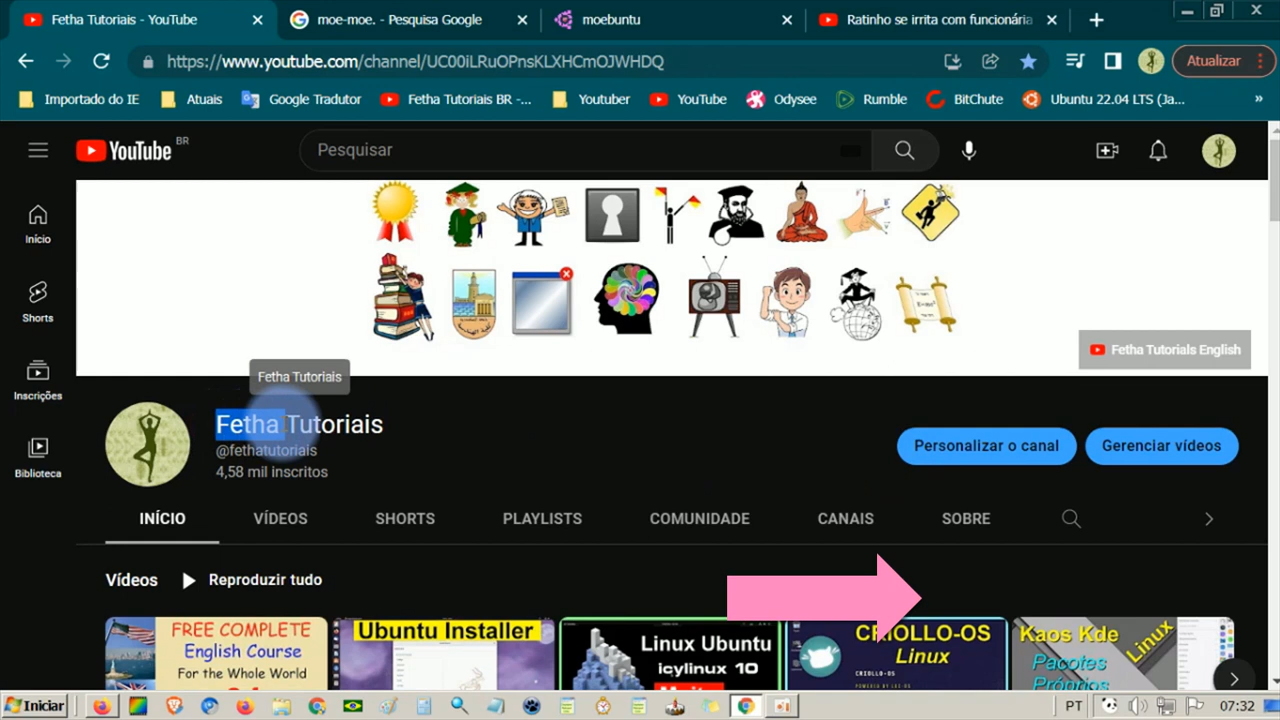 Fetha Tutoriais - YouTube
moe-moe. - Pesquisa Google
moebuntu
Ratinho se irrita com funcionária
https://www.youtube.com/channel/UC00iLRuOPnsKLXHCmOJWHDQ
Atualizar
Importado do IE
Atuais
Google Tradutor
Fetha Tutoriais BR -...
Youtuber
YouTube
Odysee
Rumble
BitChute
Ubuntu 22.04 LTS (Ja...
»
YouTube BR
Pesquisar
Início
Shorts
Inscrições
Biblioteca
Fetha Tutorials English
Fetha Tutoriais
Fetha Tutoriais
@fethatutoriais
4,58 mil inscritos
Personalizar o canal
Gerenciar vídeos
INÍCIO
VÍDEOS
SHORTS
PLAYLISTS
COMUNIDADE
CANAIS
SOBRE
Vídeos
Reproduzir tudo
FREE COMPLETE
English Course
For the Whole World
Ubuntu Installer
Linux Ubuntu
icylinux 10
CRIOLLO-OS
Linux
CRIOLLO-OS
Kaos Kde
Linux
Pacotes
Próprios
Iniciar
PT
07:32